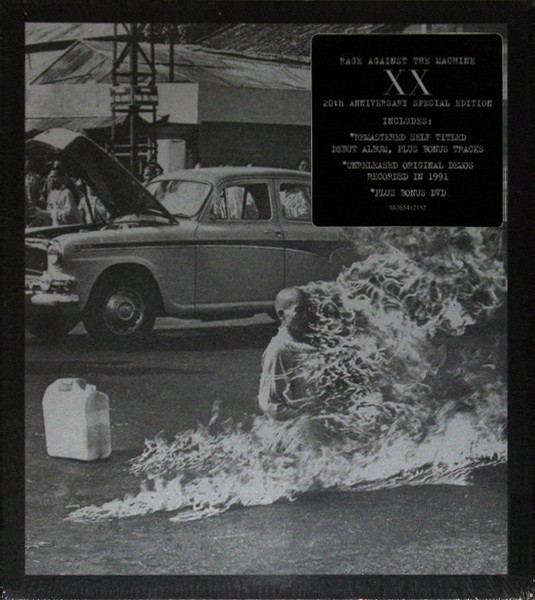 RAGE AGAINST THE MACHINE
XX
20th ANNIVERSARY SPECIAL EDITION
INCLUDES:
*REMASTERED SELF TITLED
DEBUT ALBUM, PLUS BONUS TRACKS
*UNRELEASED ORIGINAL DEMOS
RECORDED IN 1991
*PLUS BONUS DVD